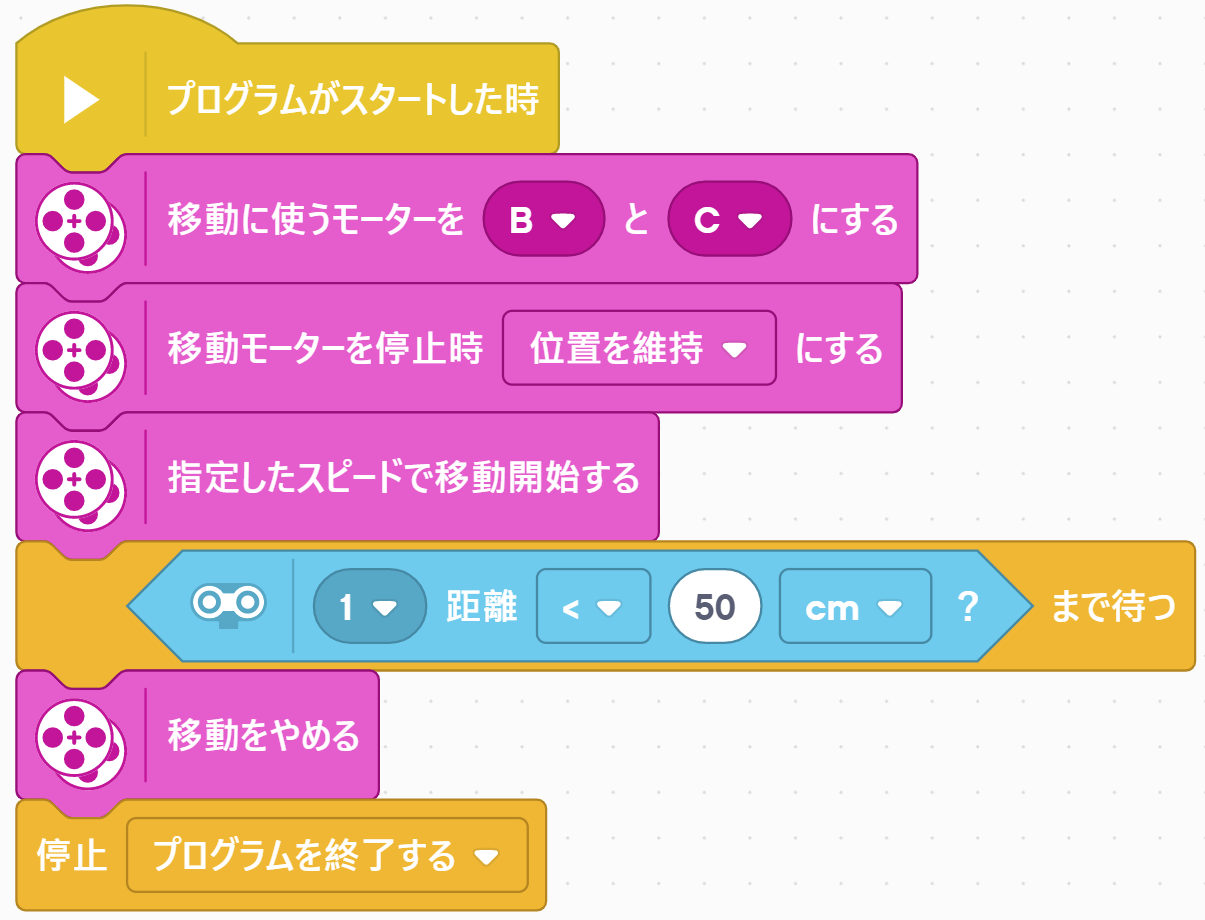 プログラムがスタートした時
移動に使うモーターを B と C にする
移動モーターを停止時 位置を維持 にする
指定したスピードで移動開始する
1 距離 < 50 cm ? まで待つ
移動をやめる
停止 プログラムを終了する